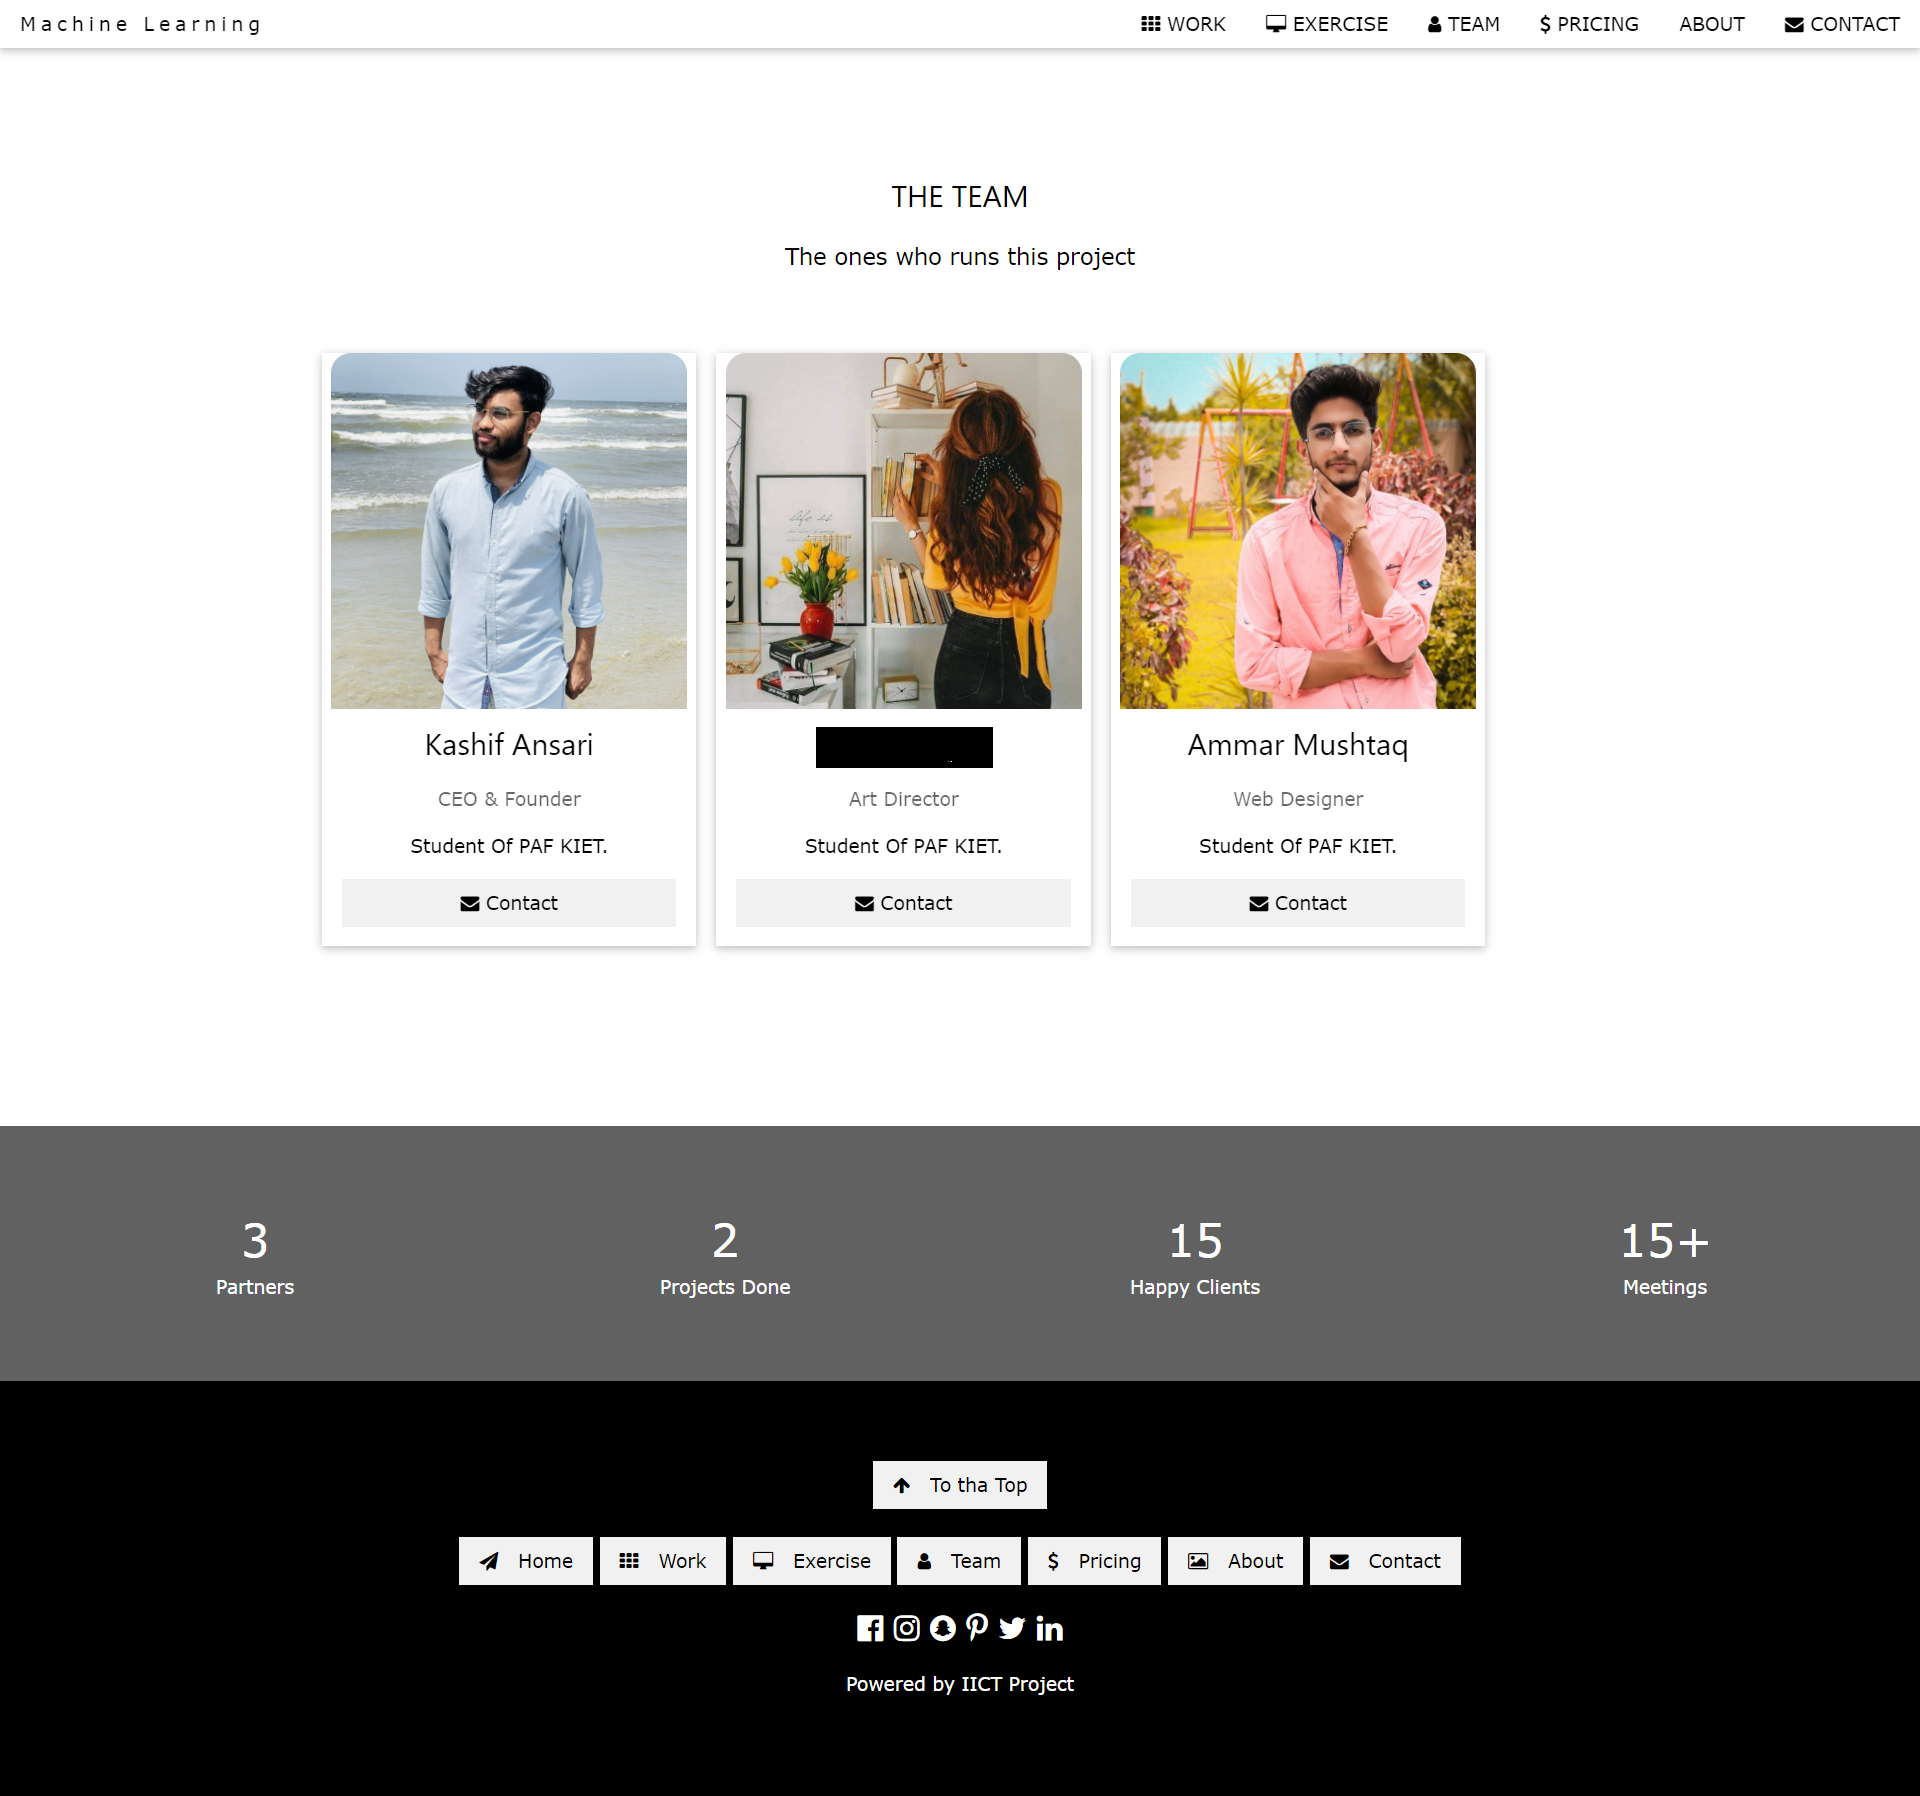 Machine Learning
WORK
EXERCISE
TEAM
$ PRICING
ABOUT
CONTACT
THE TEAM
The ones who runs this project
life is
Kashif Ansari
CEO & Founder
Student Of PAF KIET.
Contact
Art Director
Student Of PAF KIET.
Contact
Ammar Mushtaq
Web Designer
Student Of PAF KIET.
Contact
3
Partners
2
Projects Done
15
Happy Clients
15+
Meetings
To tha Top
Home
Work
Exercise
Team
$ Pricing
About
Contact
Powered by IICT Project